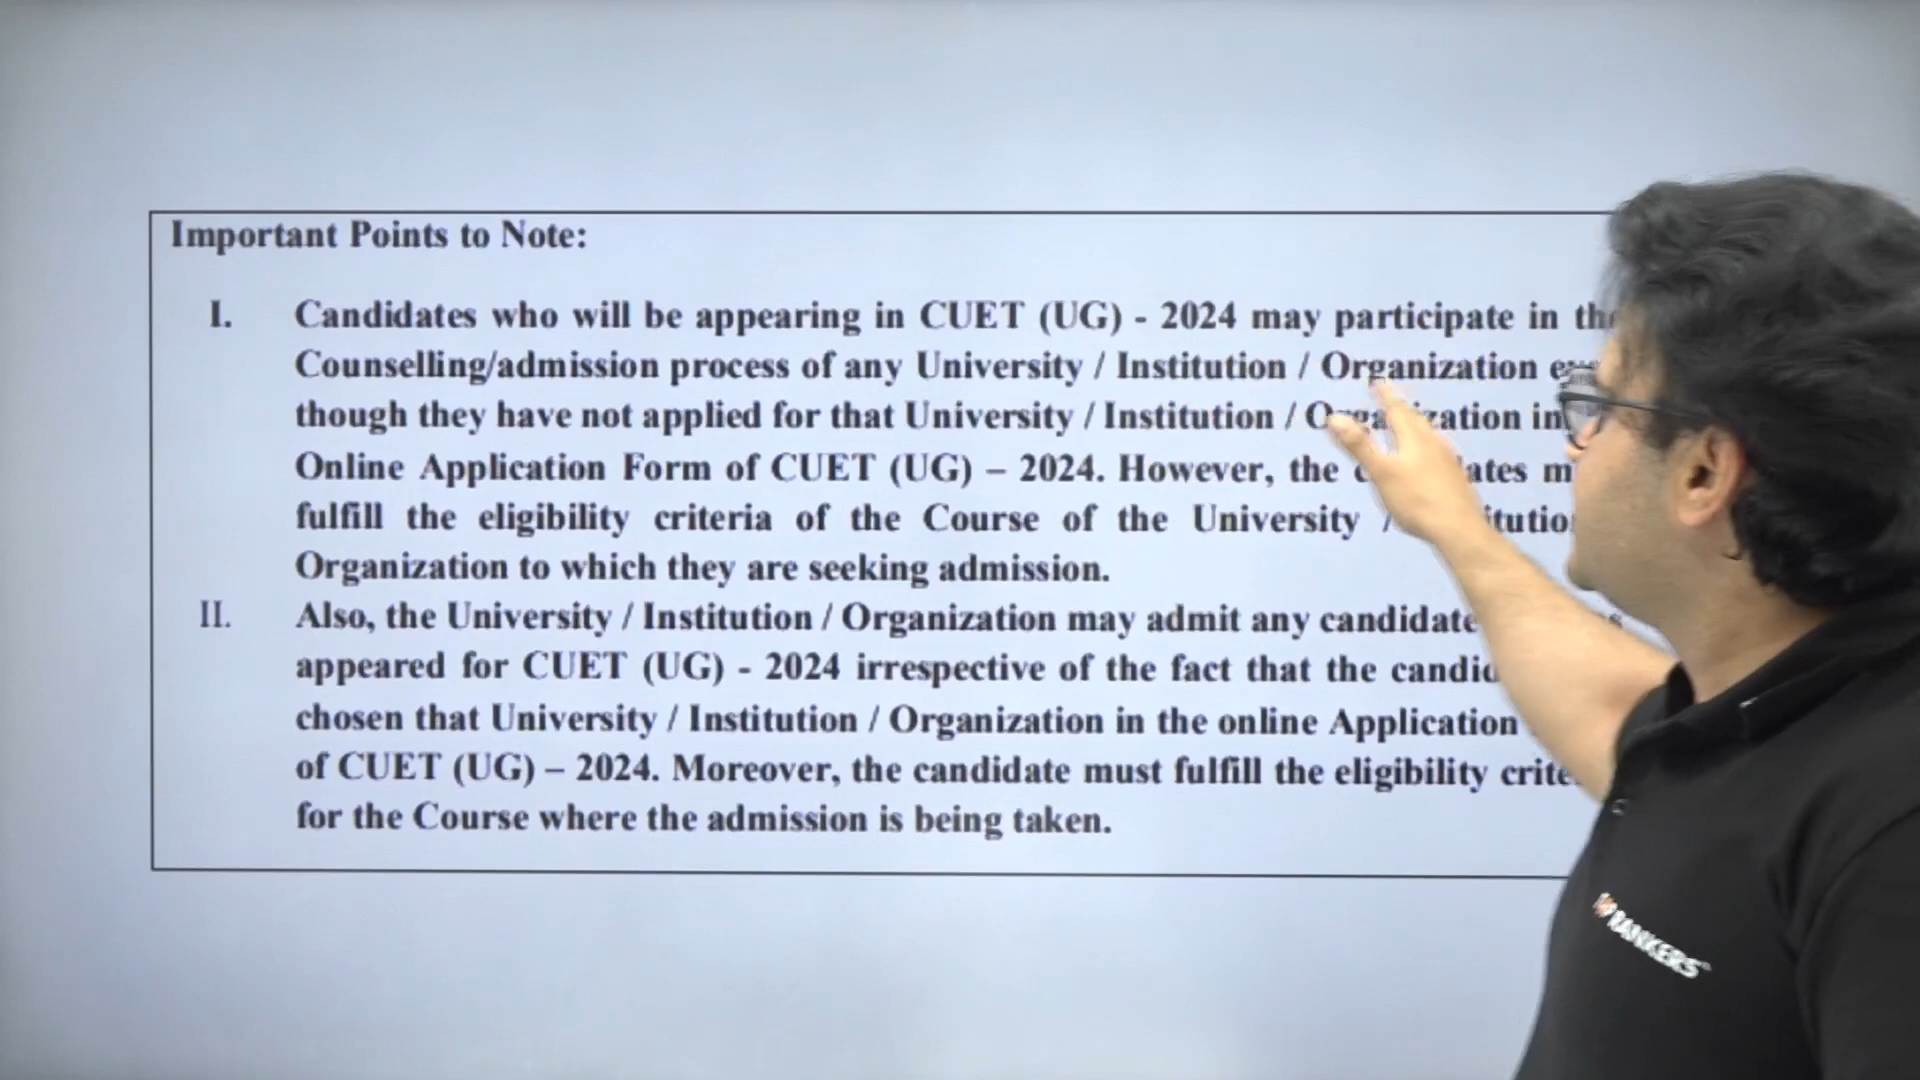 Important Points to Note:
I. Candidates who will be appearing in CUET (UG) - 2024 may participate in
Counselling/admission process of any University / Institution / Organization
though they have not applied for that University / Institution / Organization in
Online Application Form of CUET (UG) – 2024. However, the
fulfill the eligibility criteria of the Course of the University /
Organization to which they are seeking admission.
II. Also, the University / Institution / Organization may admit any candidate
appeared for CUET (UG) - 2024 irrespective of the fact that the
chosen that University / Institution / Organization in the online Application
of CUET (UG) – 2024. Moreover, the candidate must fulfill the eligibility
for the Course where the admission is being taken.
RANKERS